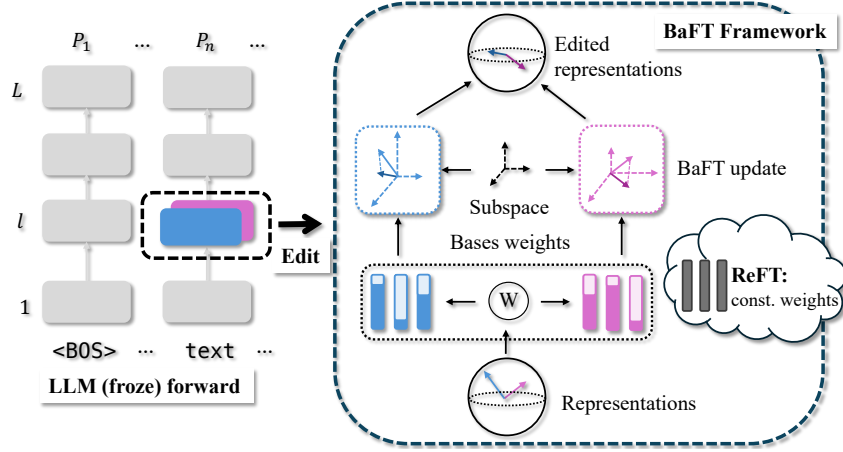 P₁ ... Pₙ ...
L
l
1
<BOS> ... text ...
LLM (froze) forward
Edit
BaFT Framework
Edited
representations
BaFT update
Subspace
Bases weights
W
ReFT:
const. weights
Representations